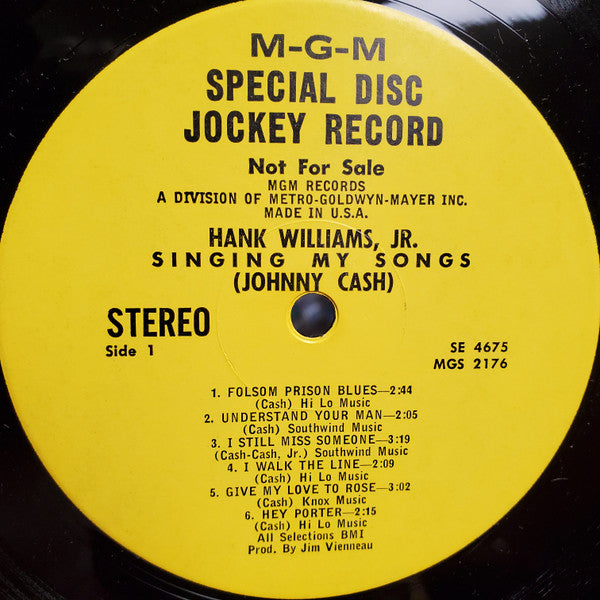 M-G-M
SPECIAL DISC
JOCKEY RECORD
Not For Sale
MGM RECORDS
A DIVISION OF METRO-GOLDWYN-MAYER INC.
MADE IN U.S.A.
HANK WILLIAMS, JR.
SINGING MY SONGS
(JOHNNY CASH)
STEREO
Side 1
SE 4675
MGS 2176
1. FOLSOM PRISON BLUES—2:44
(Cash) Hi Lo Music
2. UNDERSTAND YOUR MAN—2:05
(Cash) Southwind Music
3. I STILL MISS SOMEONE—3:19
(Cash-Cash, Jr.) Southwind Music
4. I WALK THE LINE—2:09
(Cash) Hi Lo Music
5. GIVE MY LOVE TO ROSE—3:02
(Cash) Knox Music
6. HEY PORTER—2:15
(Cash) Hi Lo Music
All Selections BMI
Prod. By Jim Vienneau